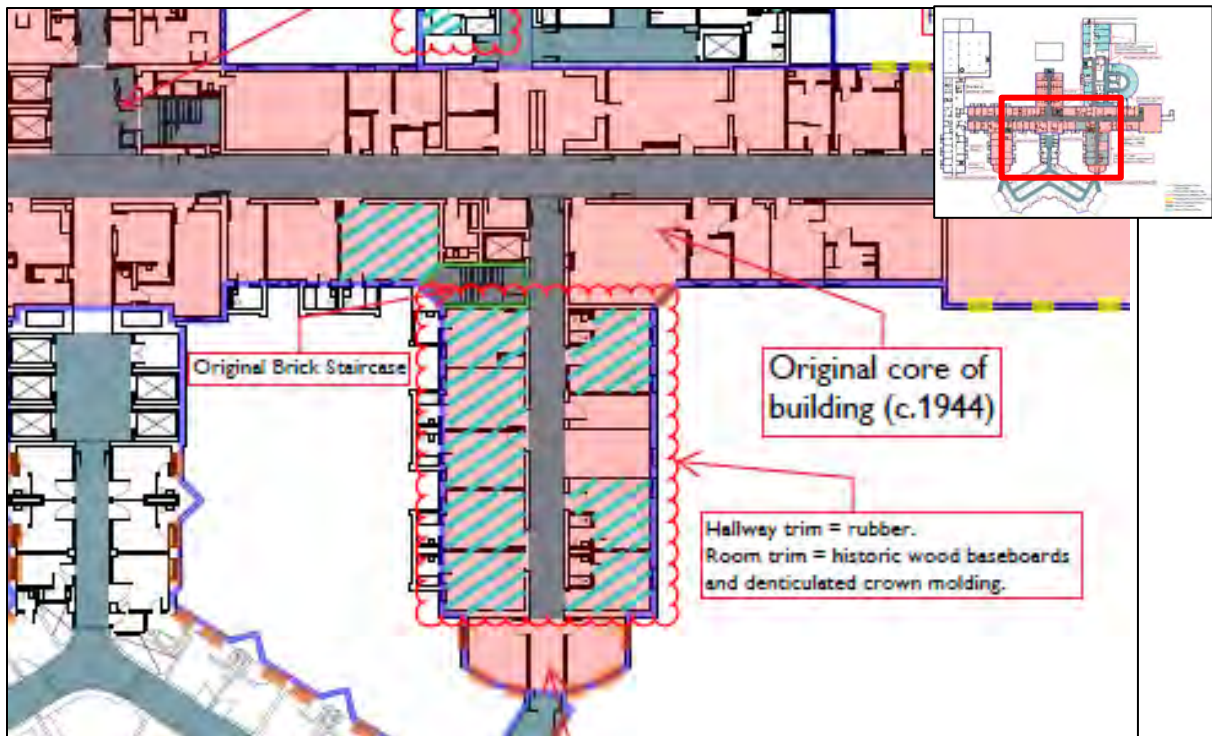 Original Brick Staircase
Original core of
building (c.1944)
Hallway trim = rubber.
Room trim = historic wood baseboards
and denticulated crown molding.